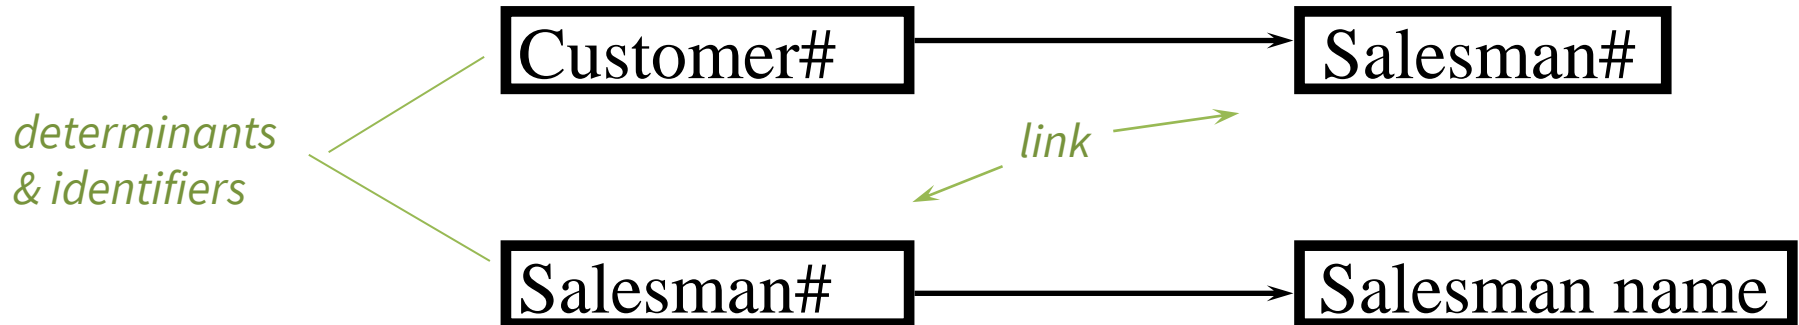 Customer#
Salesman#
determinants
& identifiers
link
Salesman#
Salesman name